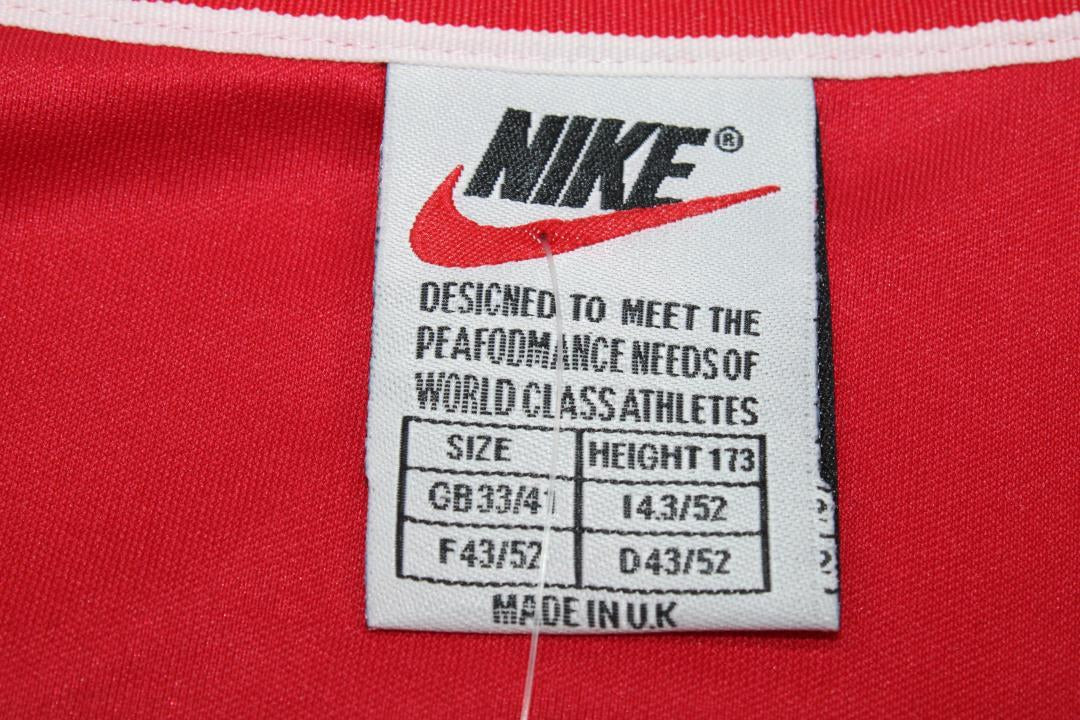 NIKE®
DESIGNED TO MEET THE
PEAFODMANCE NEEDS OF
WORLD CLASS ATHLETES
SIZE HEIGHT 173
GB33/41 I4.3/52
F43/52 D43/52
MADE IN U.K